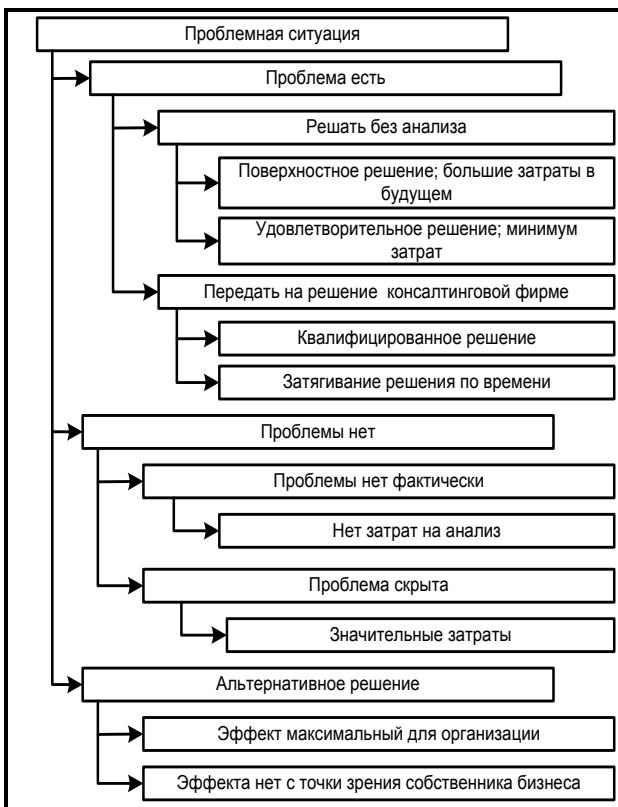 Проблемная ситуация
Проблема есть
Решать без анализа
Поверхностное решение; большие затраты в
будущем
Удовлетворительное решение; минимум
затрат
Передать на решение консалтинговой фирме
Квалифицированное решение
Затягивание решения по времени
Проблемы нет
Проблемы нет фактически
Нет затрат на анализ
Проблема скрыта
Значительные затраты
Альтернативное решение
Эффект максимальный для организации
Эффекта нет с точки зрения собственника бизнеса